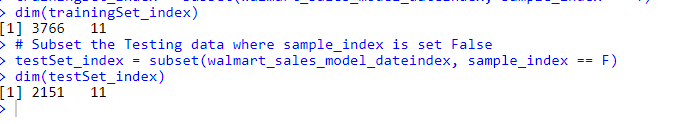 > dim(trainingSet_index)
[1] 3766   11
> # Subset the Testing data where sample_index is set False
> testSet_index = subset(walmart_sales_model_dateindex, sample_index == F)
> dim(testSet_index)
[1] 2151   11
>